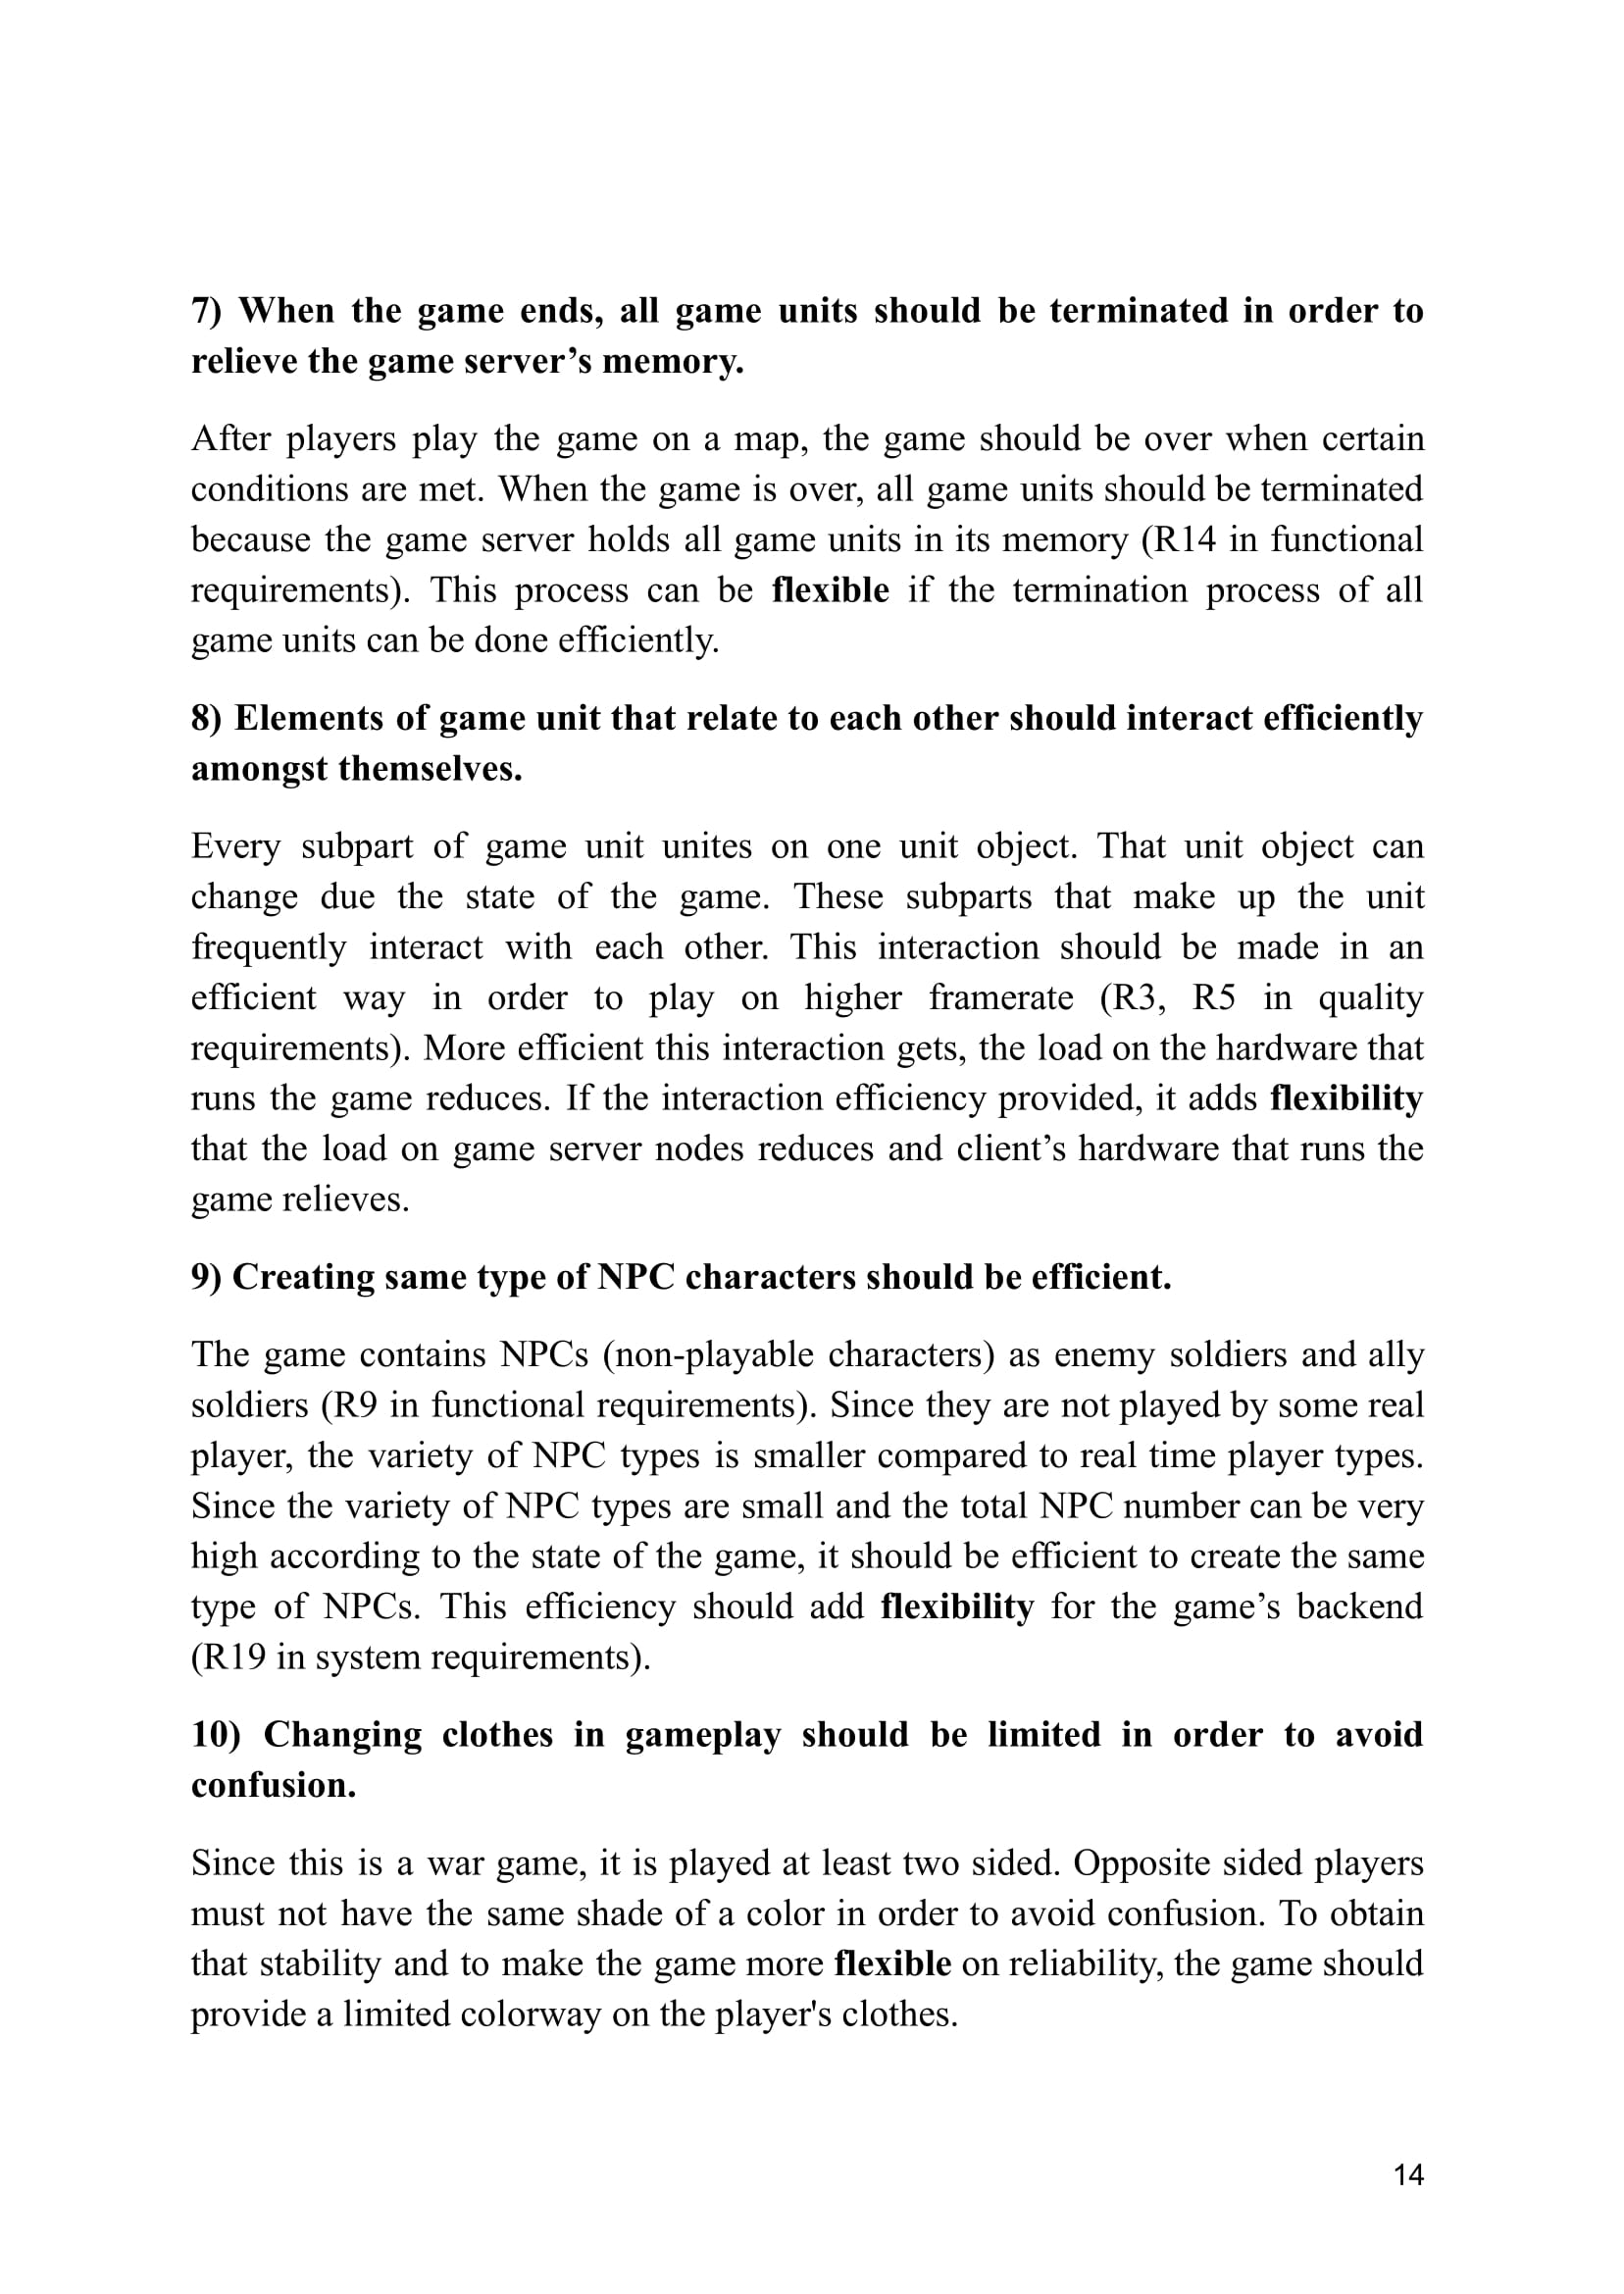 7) When the game ends, all game units should be terminated in order to
relieve the game server’s memory.
After players play the game on a map, the game should be over when certain
conditions are met. When the game is over, all game units should be terminated
because the game server holds all game units in its memory (R14 in functional
requirements). This process can be flexible if the termination process of all
game units can be done efficiently.
8) Elements of game unit that relate to each other should interact efficiently
amongst themselves.
Every subpart of game unit unites on one unit object. That unit object can
change due the state of the game. These subparts that make up the unit
frequently interact with each other. This interaction should be made in an
efficient way in order to play on higher framerate (R3, R5 in quality
requirements). More efficient this interaction gets, the load on the hardware that
runs the game reduces. If the interaction efficiency provided, it adds flexibility
that the load on game server nodes reduces and client’s hardware that runs the
game relieves.
9) Creating same type of NPC characters should be efficient.
The game contains NPCs (non-playable characters) as enemy soldiers and ally
soldiers (R9 in functional requirements). Since they are not played by some real
player, the variety of NPC types is smaller compared to real time player types.
Since the variety of NPC types are small and the total NPC number can be very
high according to the state of the game, it should be efficient to create the same
type of NPCs. This efficiency should add flexibility for the game’s backend
(R19 in system requirements).
10) Changing clothes in gameplay should be limited in order to avoid
confusion.
Since this is a war game, it is played at least two sided. Opposite sided players
must not have the same shade of a color in order to avoid confusion. To obtain
that stability and to make the game more flexible on reliability, the game should
provide a limited colorway on the player's clothes.
14